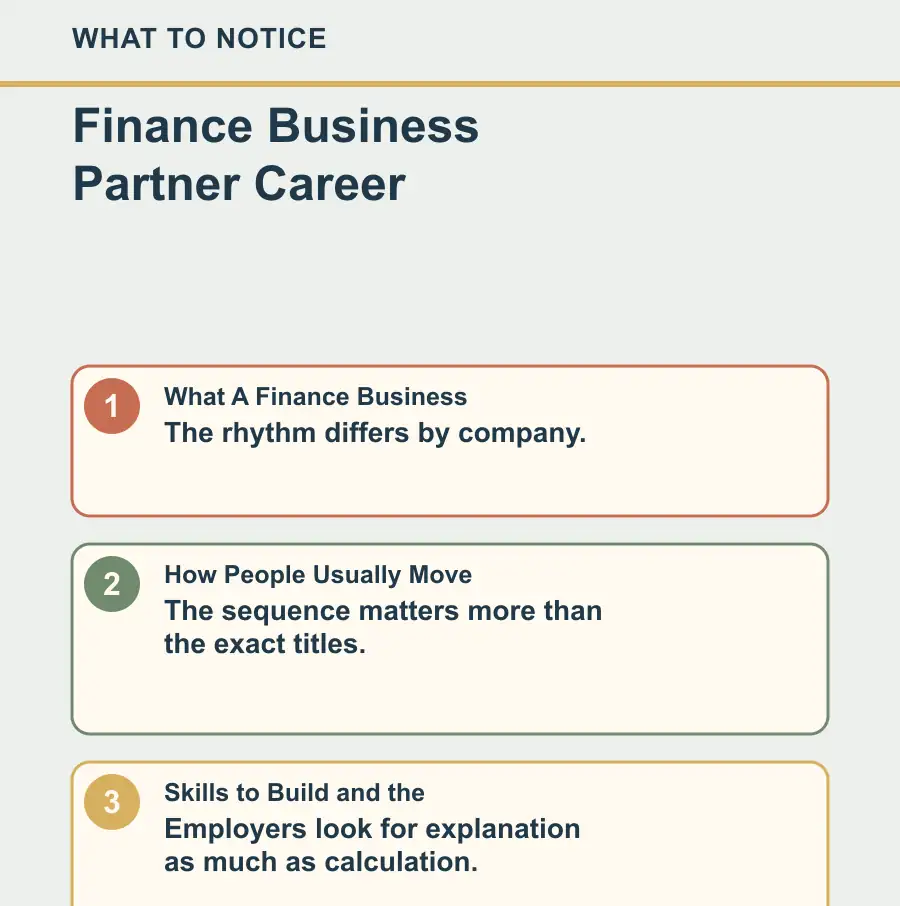 WHAT TO NOTICE
Finance Business
Partner Career
1
What A Finance Business
The rhythm differs by company.
2
How People Usually Move
The sequence matters more than
the exact titles.
3
Skills to Build and the
Employers look for explanation
as much as calculation.